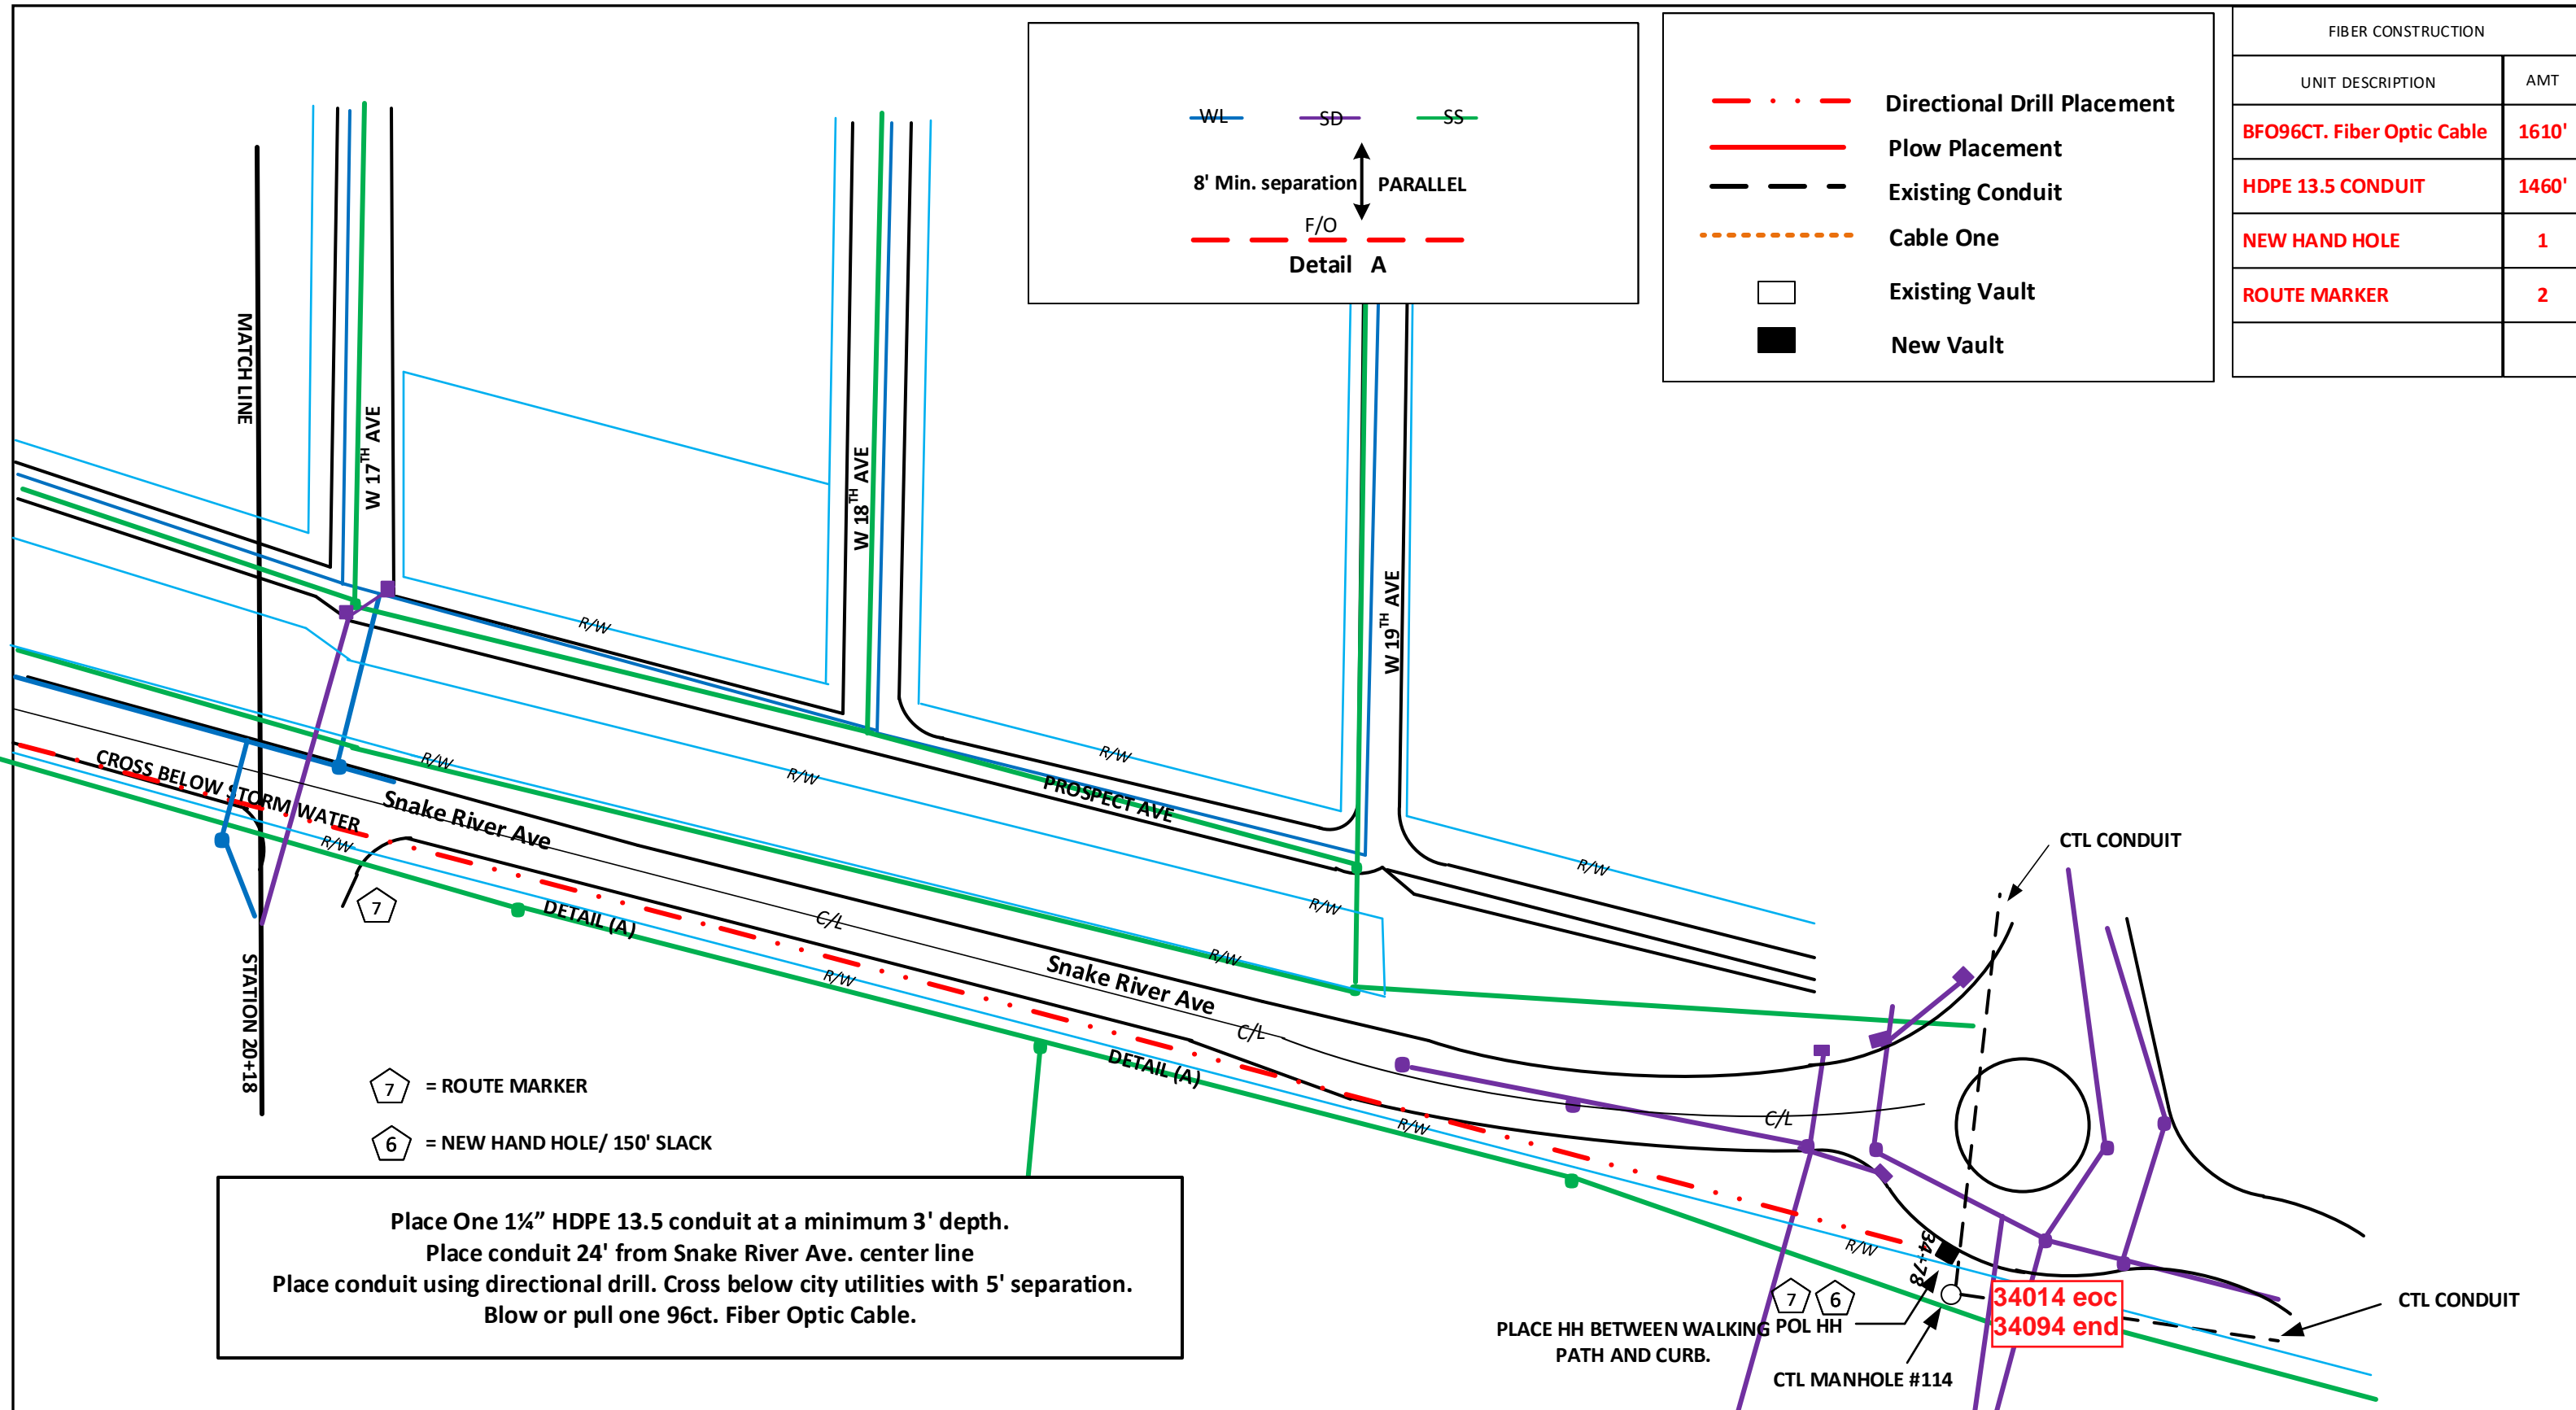 FIBER CONSTRUCTION
UNIT DESCRIPTION AMT
BFO96CT. Fiber Optic Cable 1610'
HDPE 13.5 CONDUIT 1460'
NEW HAND HOLE 1
ROUTE MARKER 2
Directional Drill Placement
Plow Placement
Existing Conduit
Cable One
Existing Vault
New Vault
WL SD SS
8' Min. separation PARALLEL
F/O
Detail A
MATCH LINE
W 17TH AVE
W 18TH AVE
W 19TH AVE
R/W
R/W
R/W
R/W
R/W
R/W
R/W
PROSPECT AVE
CROSS BELOW STORM WATER
Snake River Ave
R/W
7
DETAIL (A)
C/L
R/W
Snake River Ave
C/L
DETAIL (A)
R/W
C/L
R/W
STATION 20+18
CTL CONDUIT
7 = ROUTE MARKER
6 = NEW HAND HOLE/ 150' SLACK
Place One 1¼” HDPE 13.5 conduit at a minimum 3' depth.
Place conduit 24' from Snake River Ave. center line
Place conduit using directional drill. Cross below city utilities with 5' separation.
Blow or pull one 96ct. Fiber Optic Cable.
34+78
7 6
34014 eoc
34094 end
CTL CONDUIT
POL HH
PLACE HH BETWEEN WALKING
PATH AND CURB.
CTL MANHOLE #114